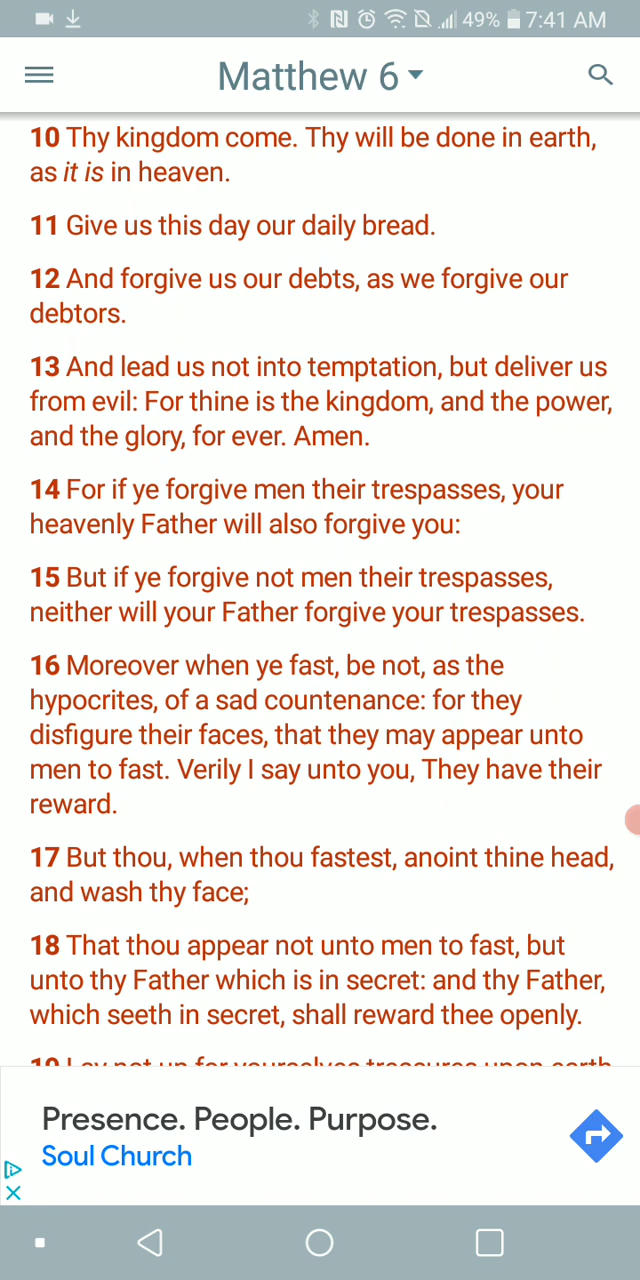 49% 7:41 AM
Matthew 6
10 Thy kingdom come. Thy will be done in earth,
as it is in heaven.
11 Give us this day our daily bread.
12 And forgive us our debts, as we forgive our
debtors.
13 And lead us not into temptation, but deliver us
from evil: For thine is the kingdom, and the power,
and the glory, for ever. Amen.
14 For if ye forgive men their trespasses, your
heavenly Father will also forgive you:
15 But if ye forgive not men their trespasses,
neither will your Father forgive your trespasses.
16 Moreover when ye fast, be not, as the
hypocrites, of a sad countenance: for they
disfigure their faces, that they may appear unto
men to fast. Verily I say unto you, They have their
reward.
17 But thou, when thou fastest, anoint thine head,
and wash thy face;
18 That thou appear not unto men to fast, but
unto thy Father which is in secret: and thy Father,
which seeth in secret, shall reward thee openly.
19 Lay not up for yourselves treasures upon earth
Presence. People. Purpose.
Soul Church